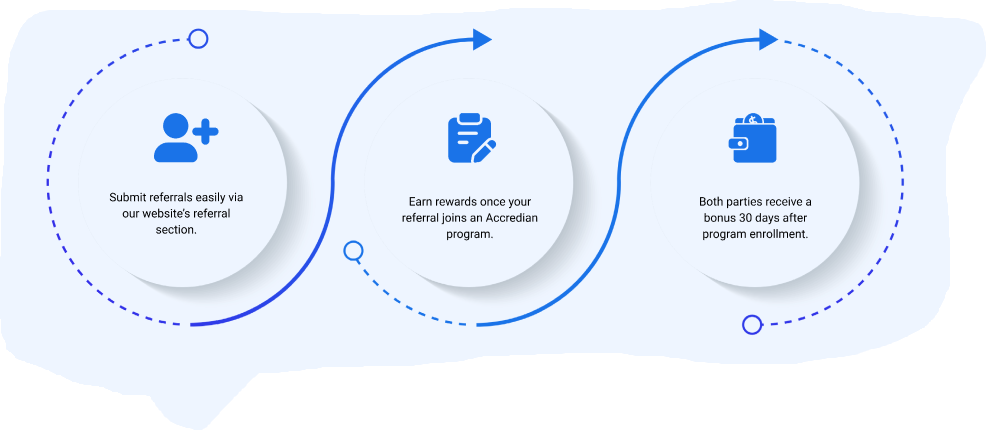 Submit referrals easily via
our website's referral
section.
Earn rewards once your
referral joins an Accredian
program.
Both parties receive a
bonus 30 days after
program enrollment.